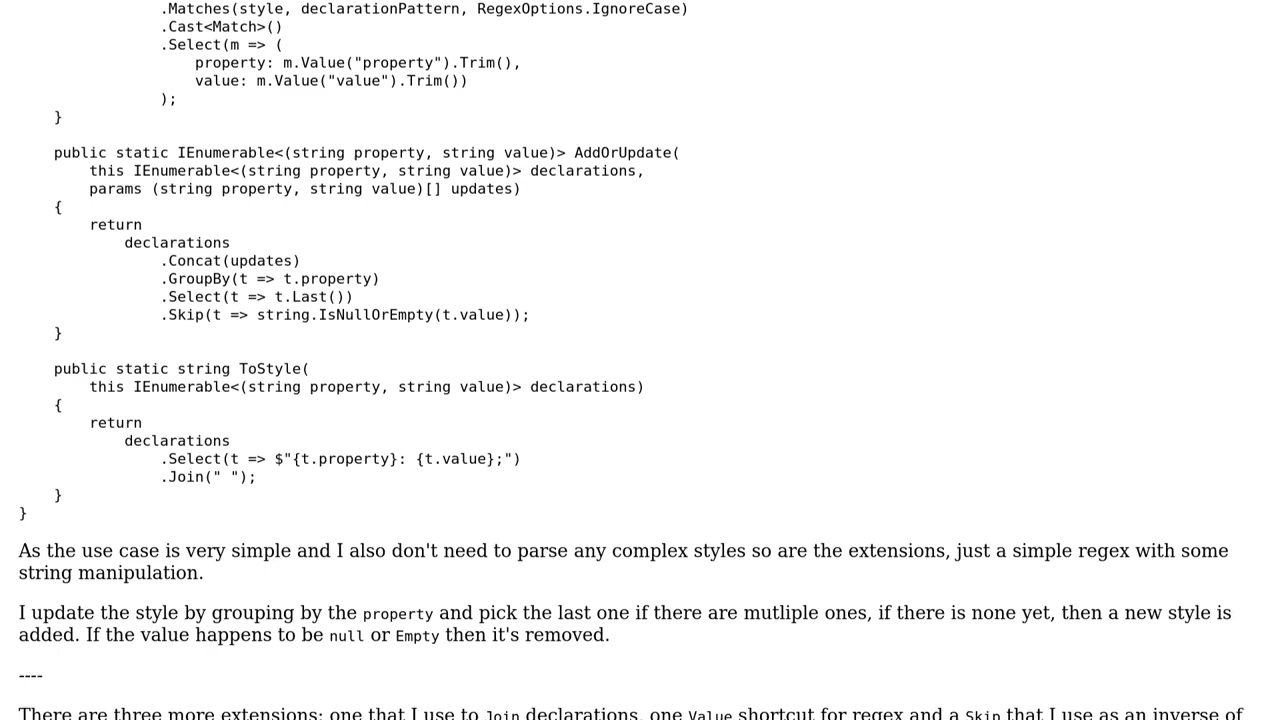 .Matches(style, declarationPattern, RegexOptions.IgnoreCase)
.Cast<Match>()
.Select(m => (
property: m.Value("property").Trim(),
value: m.Value("value").Trim())
);
}
public static IEnumerable<(string property, string value)> AddOrUpdate(
this IEnumerable<(string property, string value)> declarations,
params (string property, string value)[] updates)
{
return
declarations
.Concat(updates)
.GroupBy(t => t.property)
.Select(t => t.Last())
.Skip(t => string.IsNullOrEmpty(t.value));
}
public static string ToStyle(
this IEnumerable<(string property, string value)> declarations)
{
return
declarations
.Select(t => $"{t.property}: {t.value};")
.Join(" ");
}
}
As the use case is very simple and I also don't need to parse any complex styles so are the extensions, just a simple regex with some
string manipulation.
I update the style by grouping by the property and pick the last one if there are mutliple ones, if there is none yet, then a new style is
added. If the value happens to be null or Empty then it's removed.
----
There are three more extensions: one that I use to Join declarations, one Value shortcut for regex and a Skip that I use as an inverse of